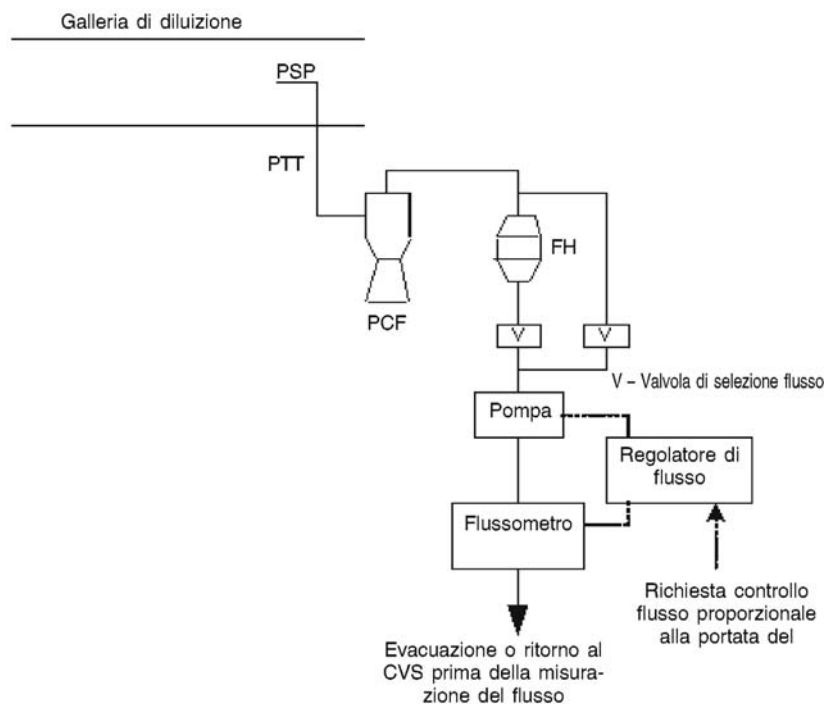 Galleria di diluizione
PSP
PTT
FH
PCF
V
V
V – Valvola di selezione flusso
Pompa
Regolatore di
flusso
Flussometro
Richiesta controllo
flusso proporzionale
alla portata del
Evacuazione o ritorno al
CVS prima della misura-
zione del flusso